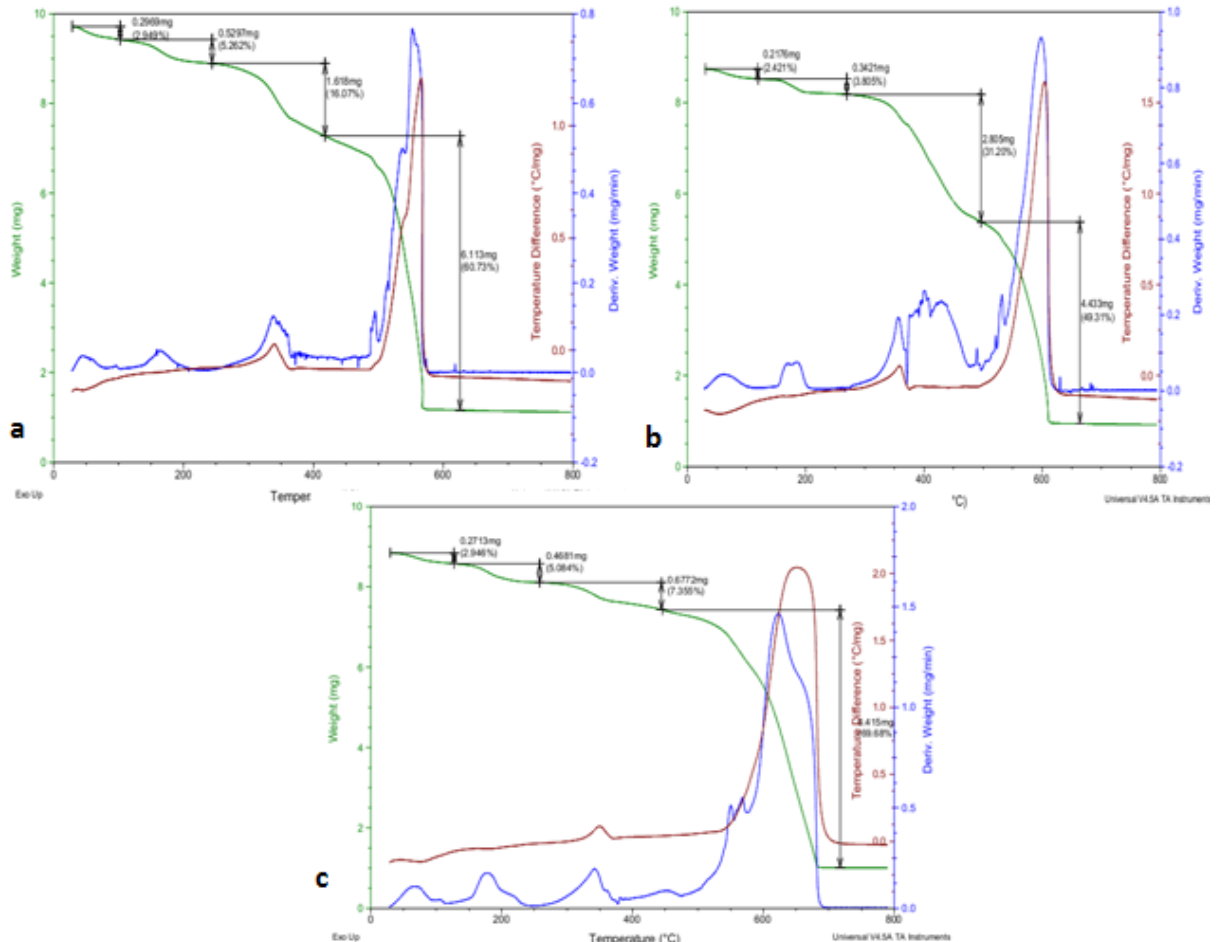 10
8
6
4
2
0
Weight (mg)
0.2969mg
(2.949%)
0.5297mg
(5.262%)
1.618mg
(16.07%)
6.113mg
(60.73%)
1.0
0.5
0.0
Temperature Difference (°C/mg)
0.8
0.6
0.2
0.0
-0.2
Deriv. Weight (mg/min)
0
200
400
600
800
Exo Up
Temper
a
10
8
6
4
2
0
Weight (mg)
0.2176mg
(2.421%)
0.3421mg
(3.805%)
2.805mg
(31.20%)
4.433mg
(49.31%)
1.5
1.0
0.5
0.0
Temperature Difference (°C/mg)
1.0
0.8
0.6
0.4
0.2
0.0
-0.2
Deriv. Weight (mg/min)
0
200
400
600
800
Exo Up
°C)
Universal V4.5A TA Instruments
b
10
8
6
4
2
0
Weight (mg)
0.2713mg
(2.946%)
0.4681mg
(5.084%)
0.6772mg
(7.355%)
2.0
1.5
1.0
0.5
0.0
Temperature Difference (°C/mg)
2.0
1.5
1.0
0.5
0.0
Deriv. Weight (mg/min)
0
200
400
600
800
Exo Up
Temperature (°C)
Universal V4.5A TA Instruments
c